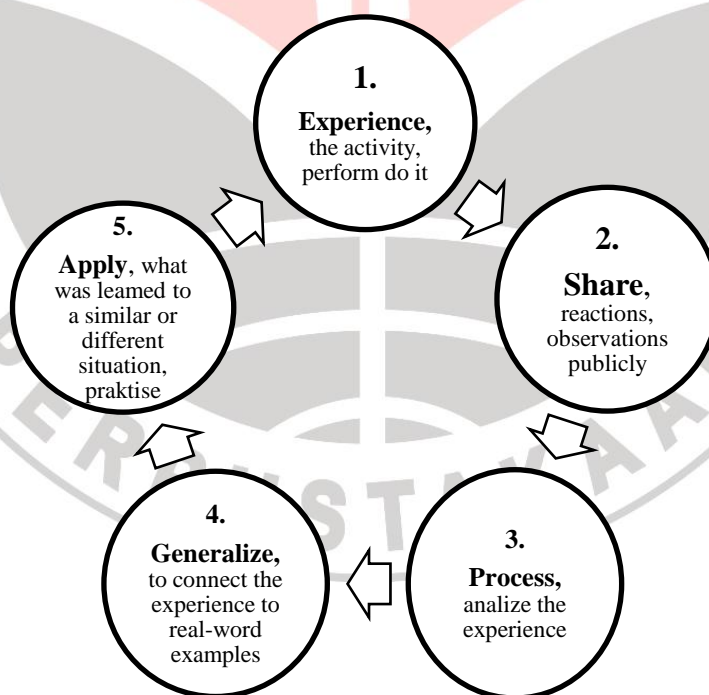 1.
Experience,
the activity,
perform do it
2.
Share,
reactions,
observations
publicly
3.
Process,
analize the
experience
4.
Generalize,
to connect the
experience to
real-word
examples
5.
Apply, what
was leamed to
a similar or
different
situation,
praktise